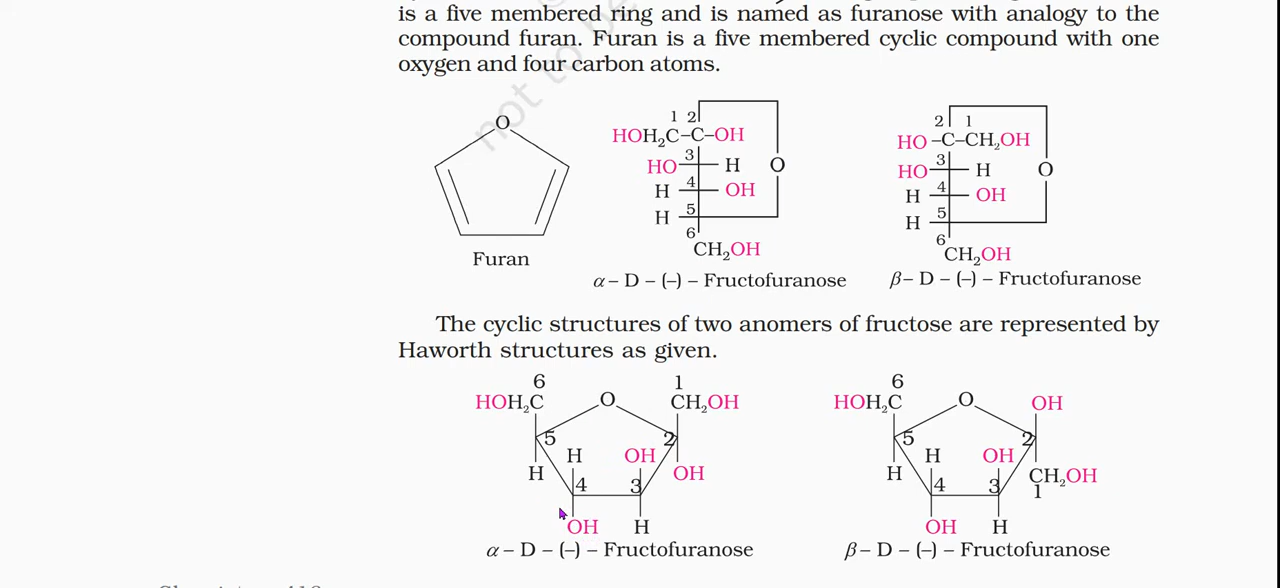 is a five membered ring and is named as furanose with analogy to the
compound furan. Furan is a five membered cyclic compound with one
oxygen and four carbon atoms.
not to be
O
Furan
1 2
HOH₂C–C–OH
3
HO H
O
4
H OH
5
H
6
CH₂OH
α – D – (–) – Fructofuranose
2 1
HO –C–CH₂OH
3
HO H
O
4
H OH
5
H
6
CH₂OH
β – D – (–) – Fructofuranose
The cyclic structures of two anomers of fructose are represented by
Haworth structures as given.
6 1
HOH₂C O CH₂OH
5 2
H OH
H OH
4 3
OH H
α – D – (–) – Fructofuranose
6
HOH₂C O OH
5 2
H OH
H CH₂OH
4 3 1
OH H
β – D – (–) – Fructofuranose